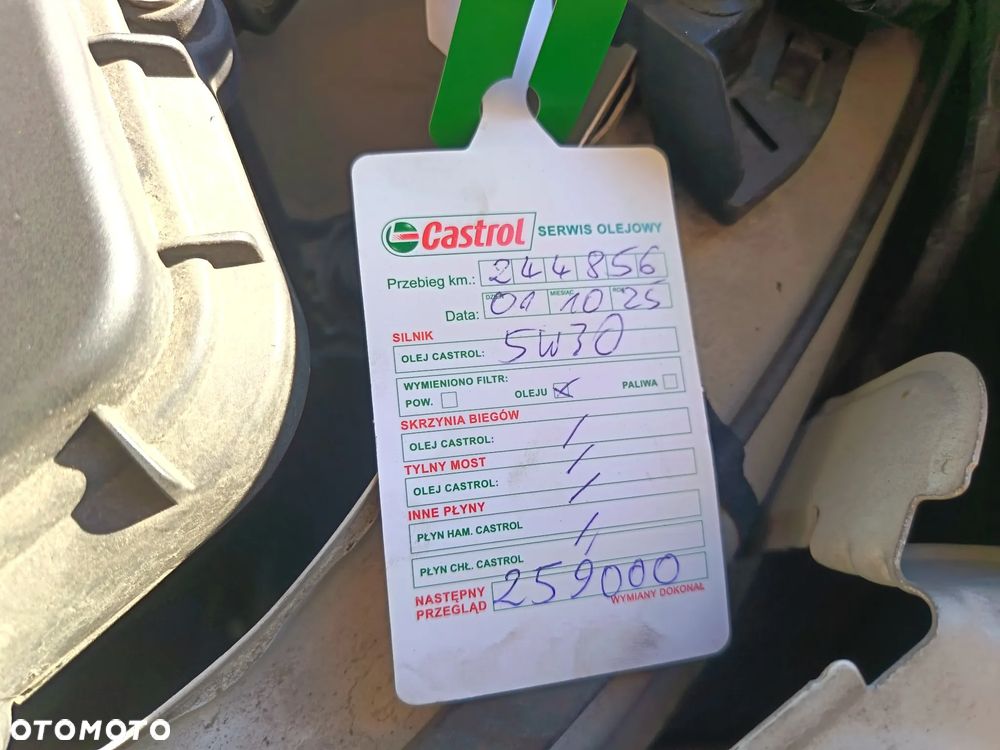 Castrol SERWIS OLEJOWY
Przebieg km.: 244856
Data: DZIEŃ 01 MIESIĄC 10 ROK 25
SILNIK
OLEJ CASTROL: 5W30
WYMIENIONO FILTR:
POW. OLEJU PALIWA
SKRZYNIA BIEGÓW
OLEJ CASTROL: /
TYLNY MOST /
OLEJ CASTROL:
INNE PŁYNY /
PŁYN HAM. CASTROL
PŁYN CHŁ. CASTROL
NASTĘPNY
PRZEGLĄD 259000
WYMIANY DOKONAŁ
OTOMOTO